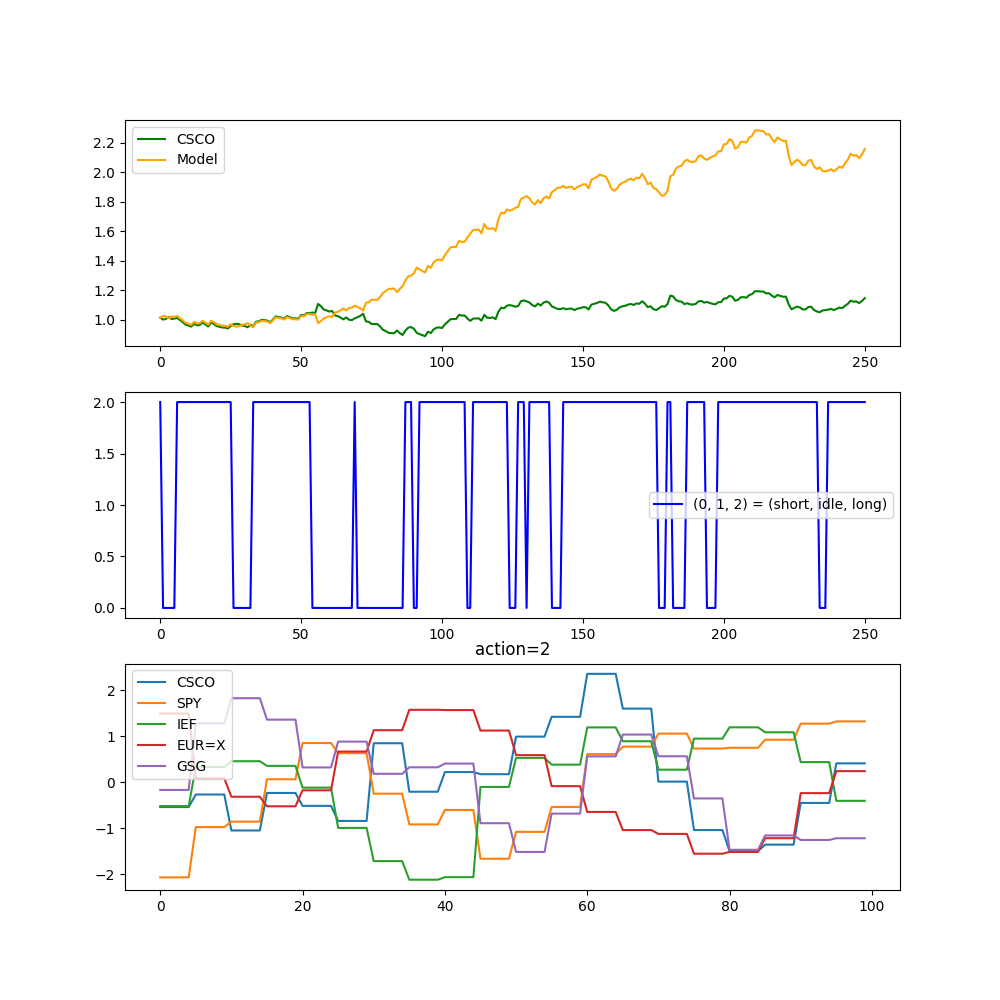 CSCO
Model
2.2
2.0
1.8
1.6
1.4
1.2
1.0
0 50 100 150 200 250
2.0
1.5
1.0
0.5
0.0
(0, 1, 2) = (short, idle, long)
0 50 100 150 200 250
action=2
CSCO
SPY
IEF
EUR=X
GSG
2
1
0
−1
−2
0 20 40 60 80 100